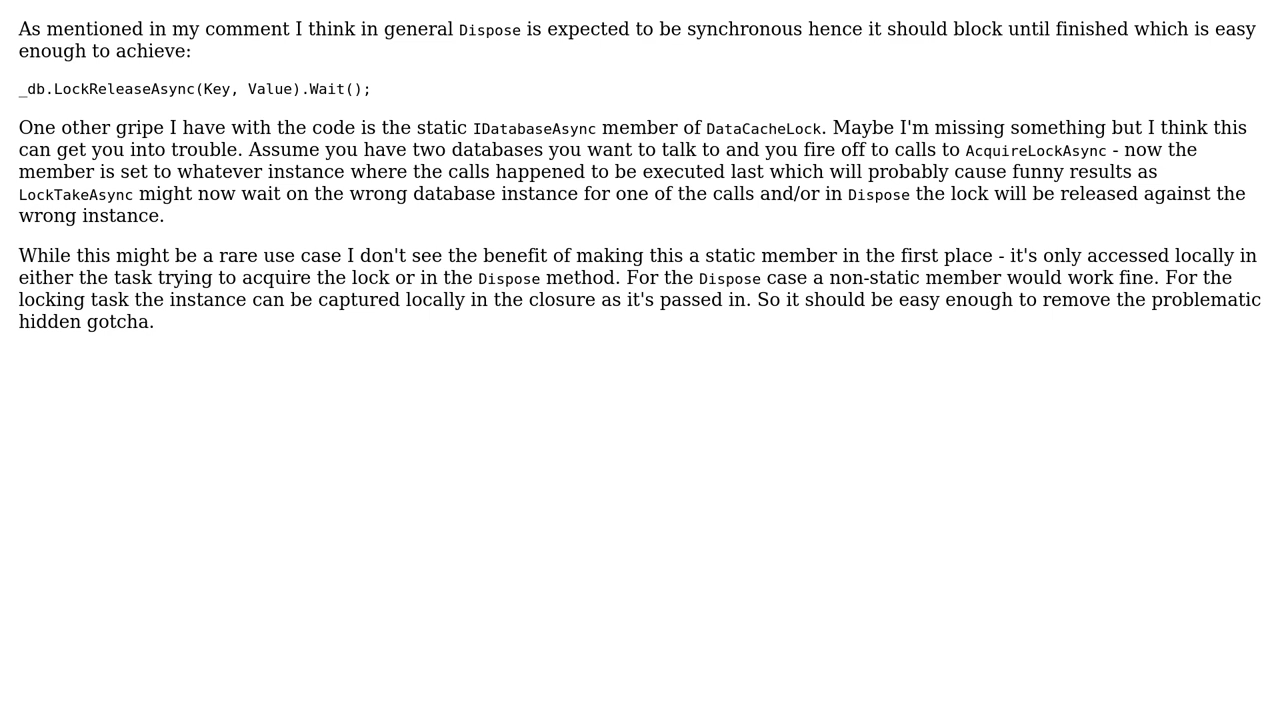 As mentioned in my comment I think in general Dispose is expected to be synchronous hence it should block until finished which is easy
enough to achieve:
_db.LockReleaseAsync(Key, Value).Wait();
One other gripe I have with the code is the static IDatabaseAsync member of DataCacheLock. Maybe I'm missing something but I think this
can get you into trouble. Assume you have two databases you want to talk to and you fire off to calls to AcquireLockAsync - now the
member is set to whatever instance where the calls happened to be executed last which will probably cause funny results as
LockTakeAsync might now wait on the wrong database instance for one of the calls and/or in Dispose the lock will be released against the
wrong instance.
While this might be a rare use case I don't see the benefit of making this a static member in the first place - it's only accessed locally in
either the task trying to acquire the lock or in the Dispose method. For the Dispose case a non-static member would work fine. For the
locking task the instance can be captured locally in the closure as it's passed in. So it should be easy enough to remove the problematic
hidden gotcha.